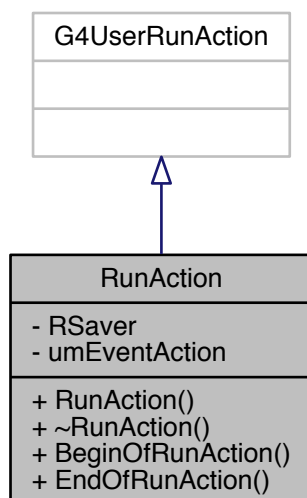 G4UserRunAction
RunAction
- RSaver
- umEventAction
+ RunAction()
+ ~RunAction()
+ BeginOfRunAction()
+ EndOfRunAction()